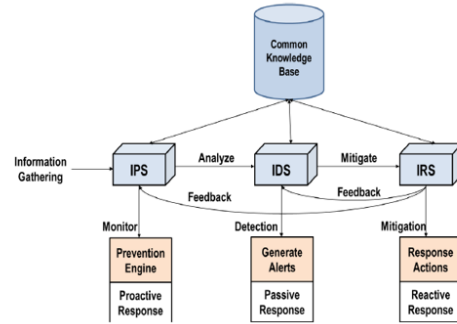 Common
Knowledge
Base
Information
Gathering
IPS
Analyze
IDS
Mitigate
IRS
Feedback
Feedback
Monitor
Detection
Mitigation
Prevention
Engine
Generate
Alerts
Response
Actions
Proactive
Response
Passive
Response
Reactive
Response